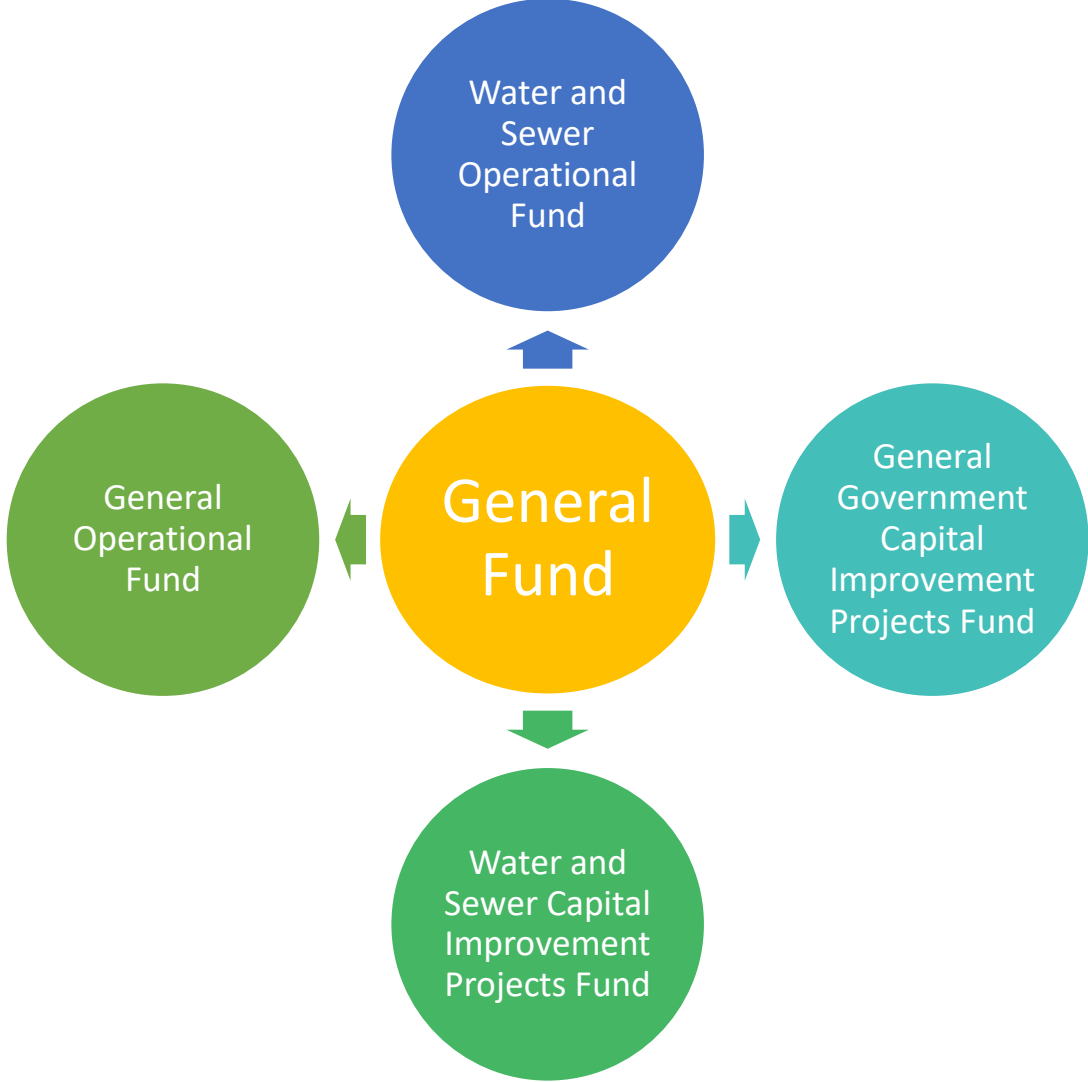 Water and
Sewer
Operational
Fund
General
Operational
Fund
General
Fund
General
Government
Capital
Improvement
Projects Fund
Water and
Sewer Capital
Improvement
Projects Fund